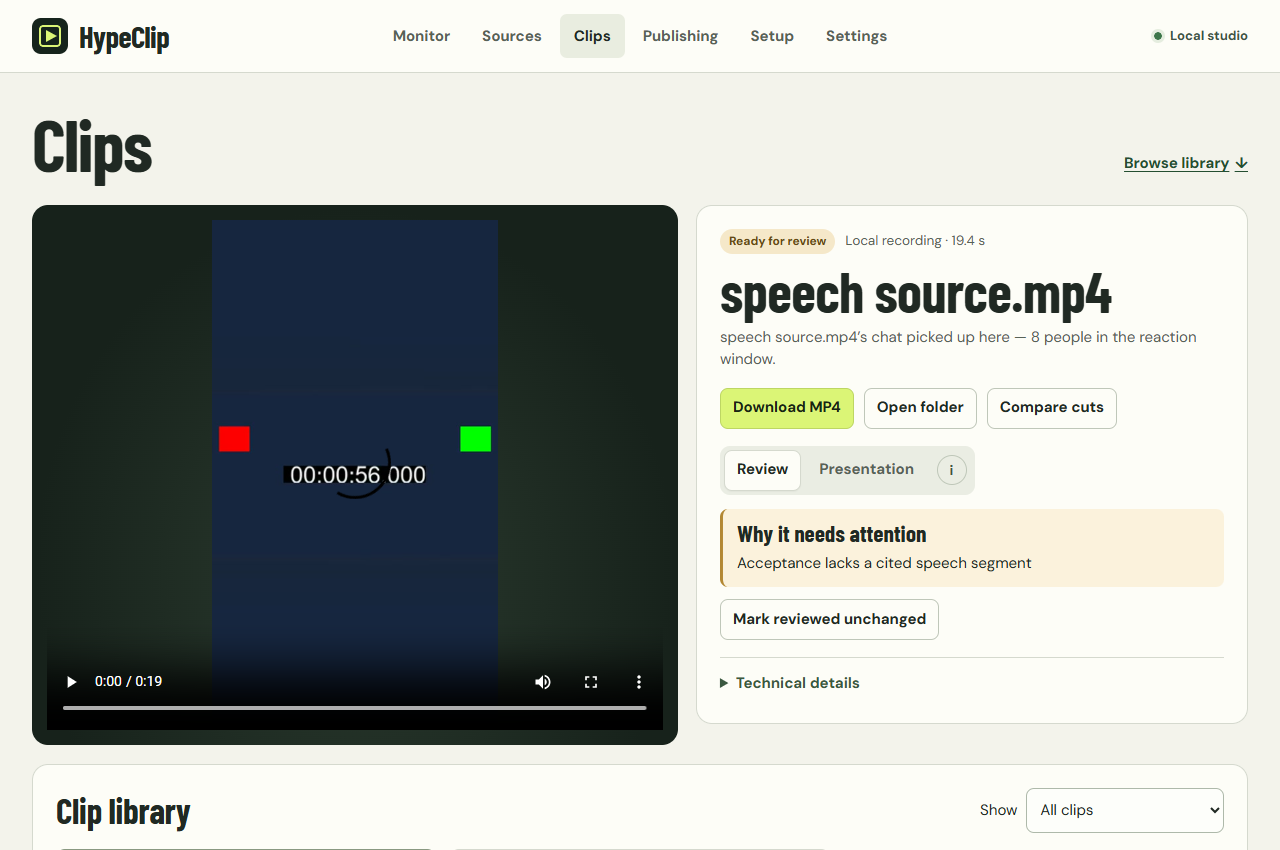 HypeClip
Monitor
Sources
Clips
Publishing
Setup
Settings
Local studio
Clips
Browse library ↓
00:00:56.000
0:00 / 0:19
Ready for review
Local recording · 19.4 s
speech source.mp4
speech source.mp4’s chat picked up here — 8 people in the reaction
window.
Download MP4
Open folder
Compare cuts
Review
Presentation
i
Why it needs attention
Acceptance lacks a cited speech segment
Mark reviewed unchanged
Technical details
Clip library
Show
All clips